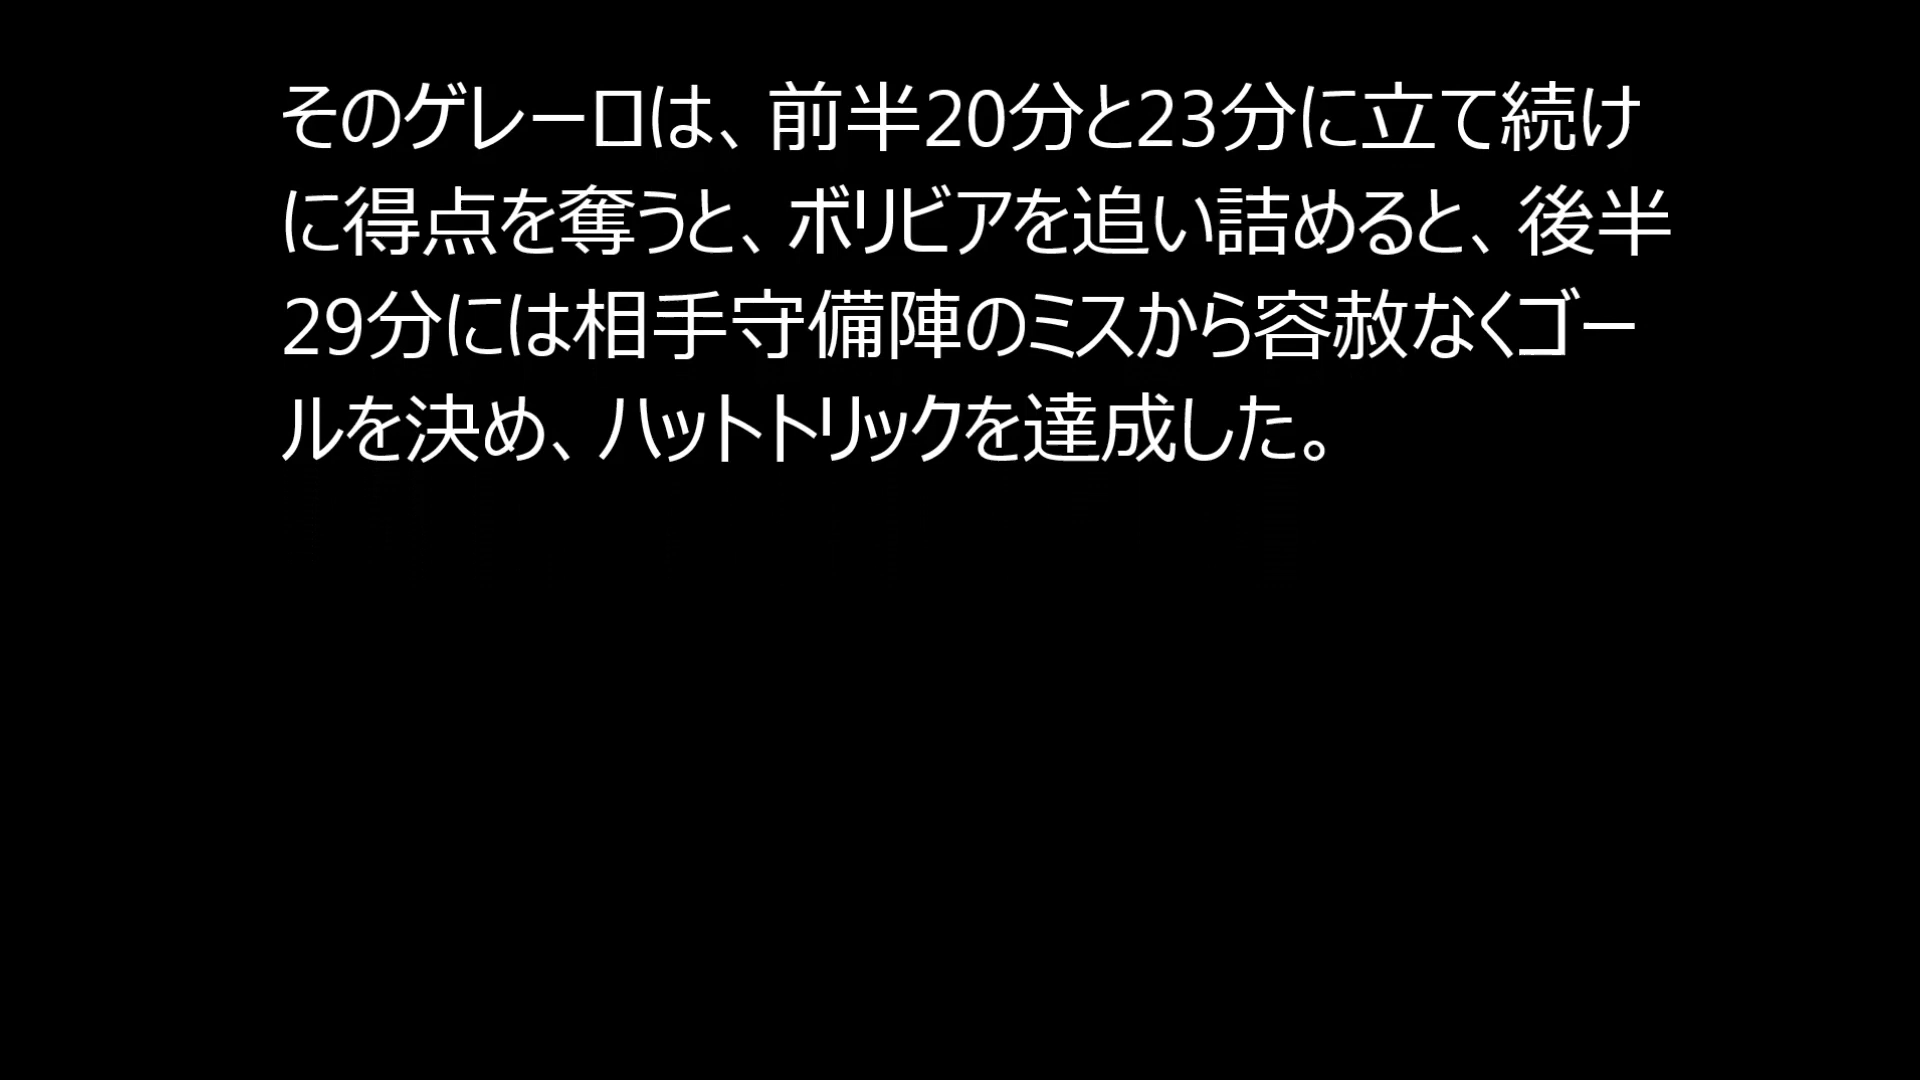 そのゲレーロは、前半20分と23分に立て続け
に得点を奪うと、ボリビアを追い詰めると、後半
29分には相手守備陣のミスから容赦なくゴー
ルを決め、ハットトリックを達成した。